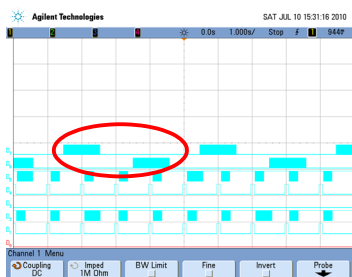 Agilent Technologies SAT JUL 10 15:31:16 2010
1 2 3 4 0.0s 1.000s/ Stop 1 944
Channel 1 Menu
Coupling Imped BW Limit Fine Invert Probe
DC 1M Ohm